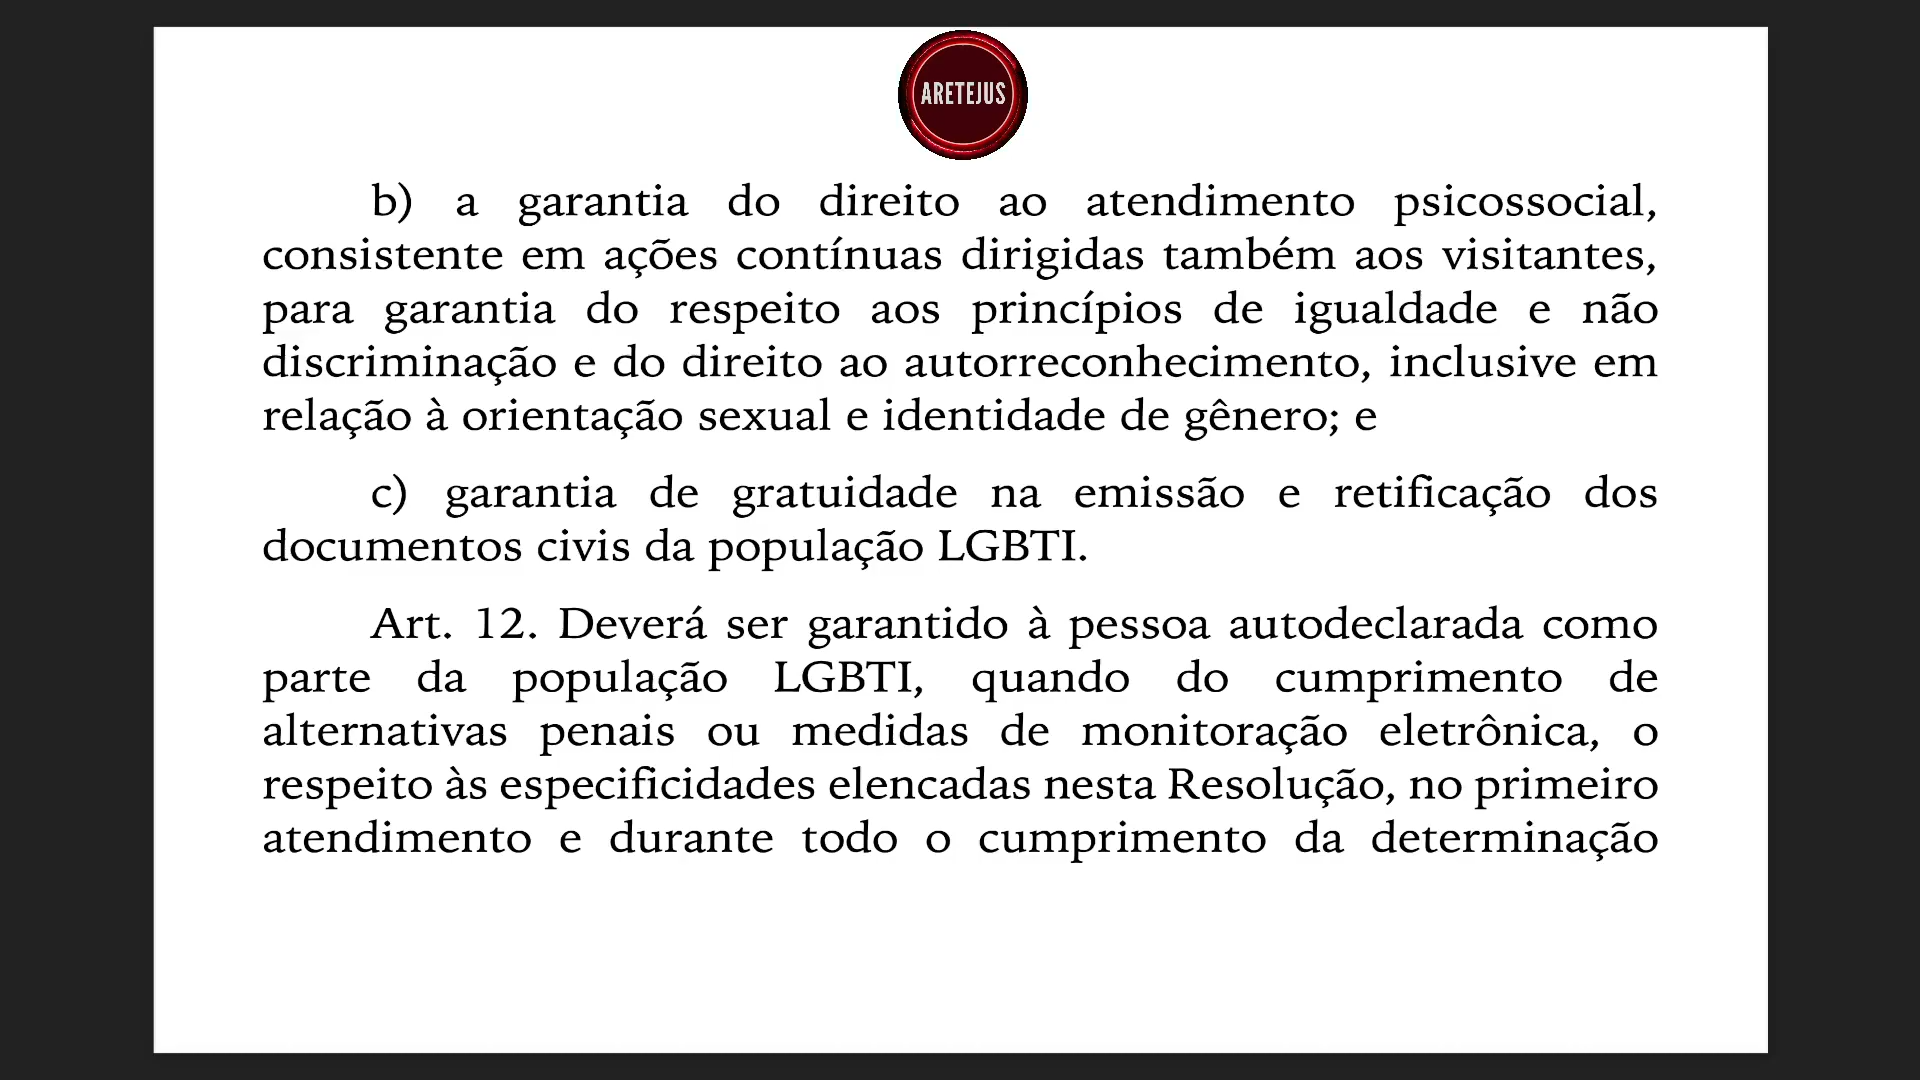 ARETEJUS
b) a garantia do direito ao atendimento psicossocial,
consistente em ações contínuas dirigidas também aos visitantes,
para garantia do respeito aos princípios de igualdade e não
discriminação e do direito ao autorreconhecimento, inclusive em
relação à orientação sexual e identidade de gênero; e
c) garantia de gratuidade na emissão e retificação dos
documentos civis da população LGBTI.
Art. 12. Deverá ser garantido à pessoa autodeclarada como
parte da população LGBTI, quando do cumprimento de
alternativas penais ou medidas de monitoração eletrônica, o
respeito às especificidades elencadas nesta Resolução, no primeiro
atendimento e durante todo o cumprimento da determinação